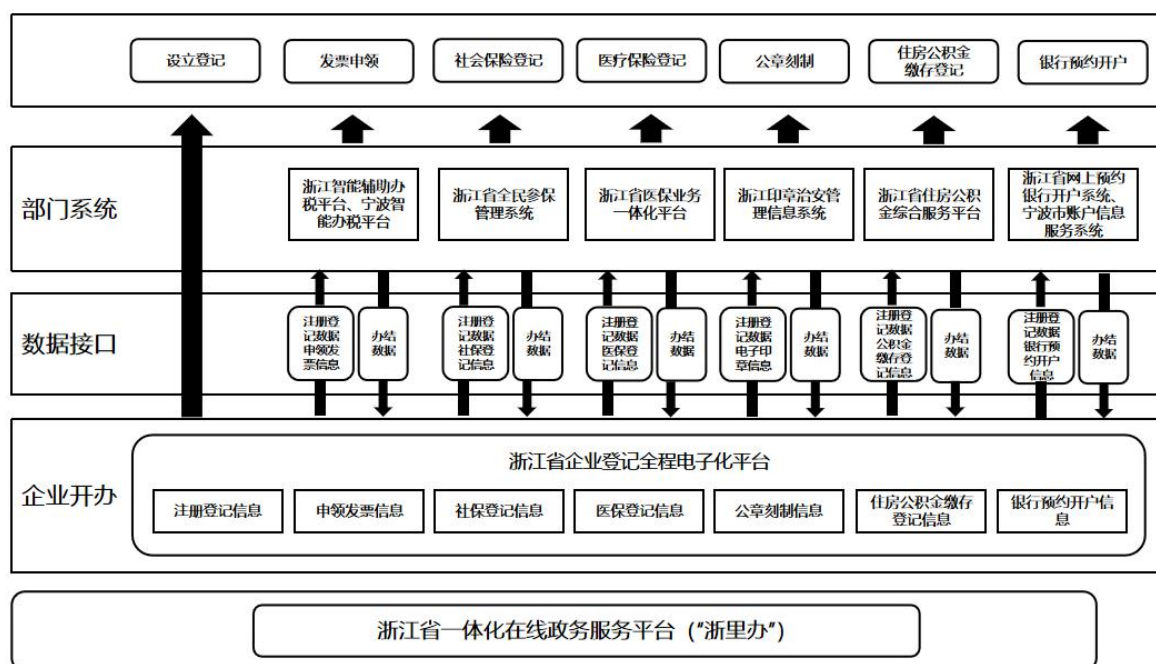 设立登记
发票申领
社会保险登记
医疗保险登记
公章刻制
住房公积金
缴存登记
银行预约开户
部门系统
浙江智能辅助办
税平台、宁波智
能办税平台
浙江省全民参保
管理系统
浙江省医保业务
一体化平台
浙江印章治安管
理信息系统
浙江省住房公积
金综合服务平台
浙江省网上预约
银行开户系统、
宁波市账户信息
服务系统
数据接口
注册登
记数据
申领发
票信息
办结
数据
注册登
记数据
社保登
记信息
办结
数据
注册登
记数据
医保登
记信息
办结
数据
注册登
记数据
电子印
章信息
办结
数据
注册登
记数据
公积金
缴存登
记信息
办结
数据
注册登
记数据
银行预
约开户
信息
办结
数据
企业开办
浙江省企业登记全程电子化平台
注册登记信息
申领发票信息
社保登记信息
医保登记信息
公章刻制信息
住房公积金缴存
登记信息
银行预约开户信
息
浙江省一体化在线政务服务平台（“浙里办”）